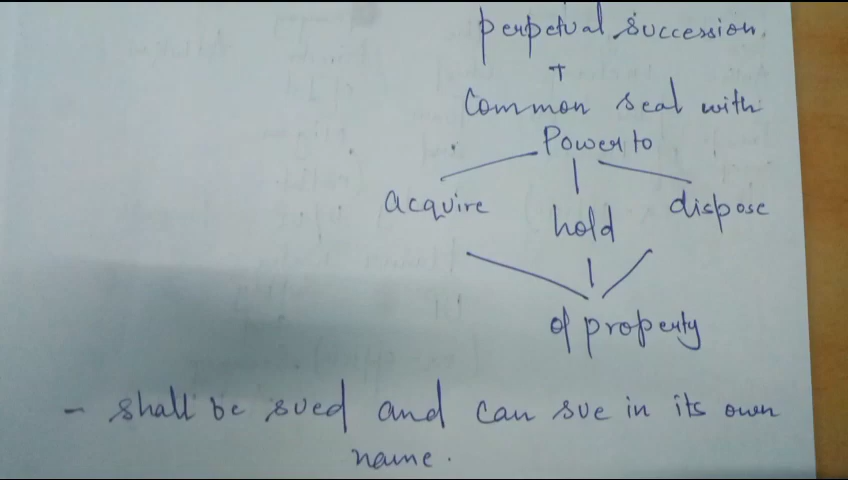 perpetual succession.
+
Common seal with
Power to
acquire hold dispose
of property
- shall be sued and can sue in its own
name.